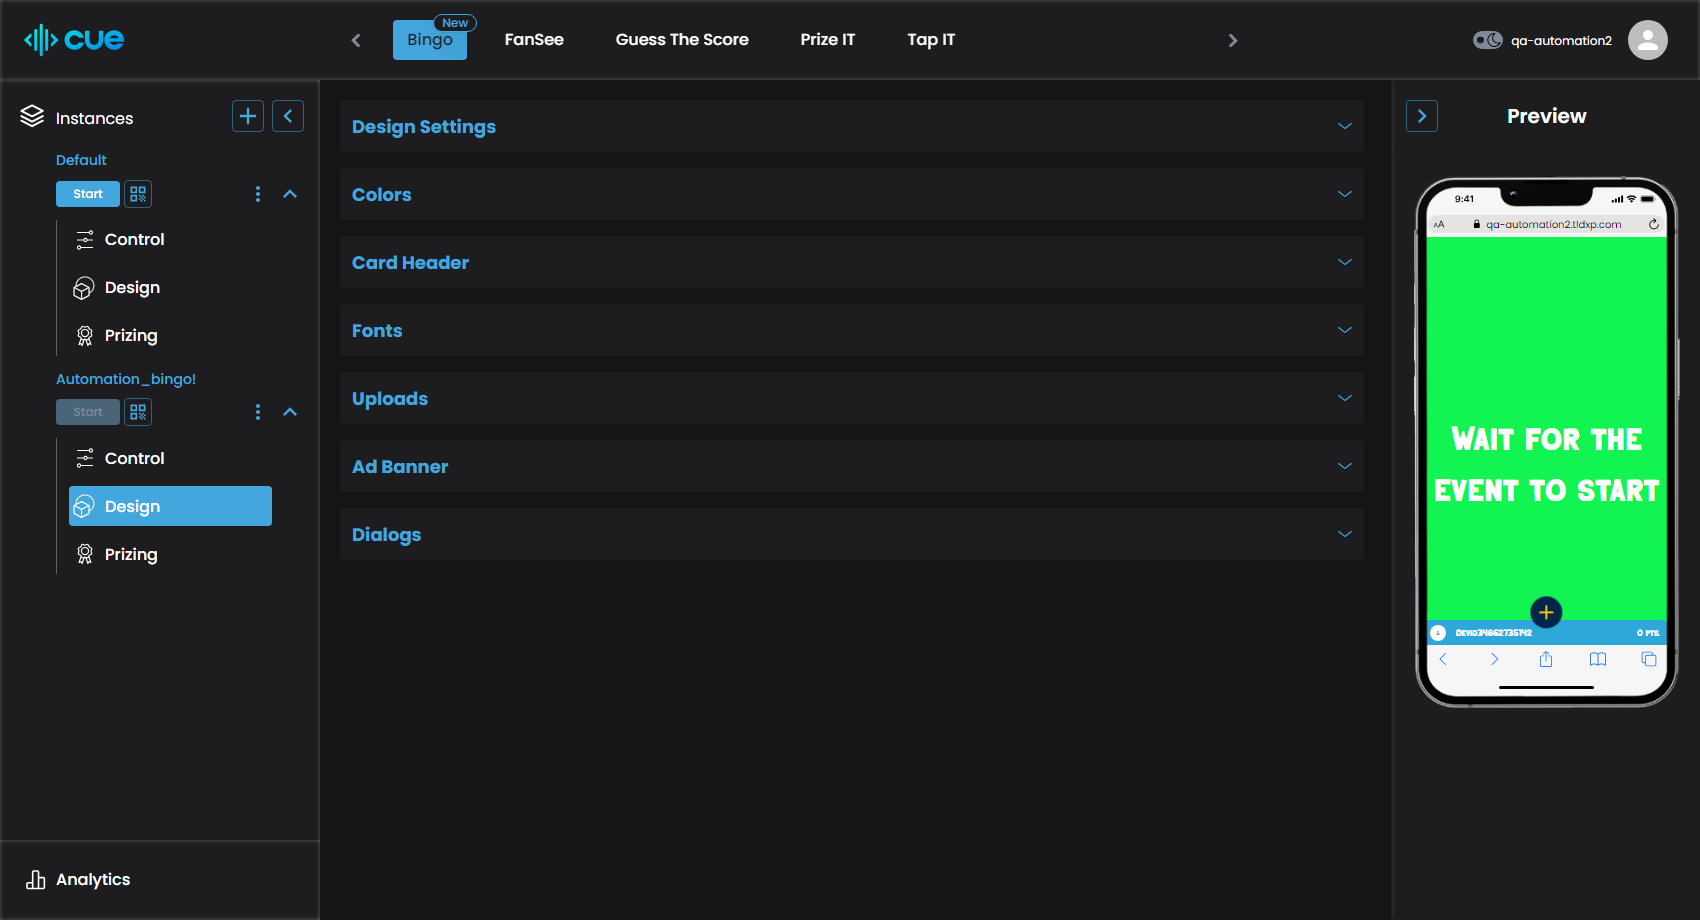 cue
Bingo
New
FanSee
Guess The Score
Prize IT
Tap IT
qa-automation2
Instances
Default
Start
Control
Design
Prizing
Automation_bingo!
Start
Control
Design
Prizing
Analytics
Design Settings
Colors
Card Header
Fonts
Uploads
Ad Banner
Dialogs
Preview
9:41
AA
qa-automation2.tldxp.com
Wait for the
event to start
Devid34862735142
0 pts.